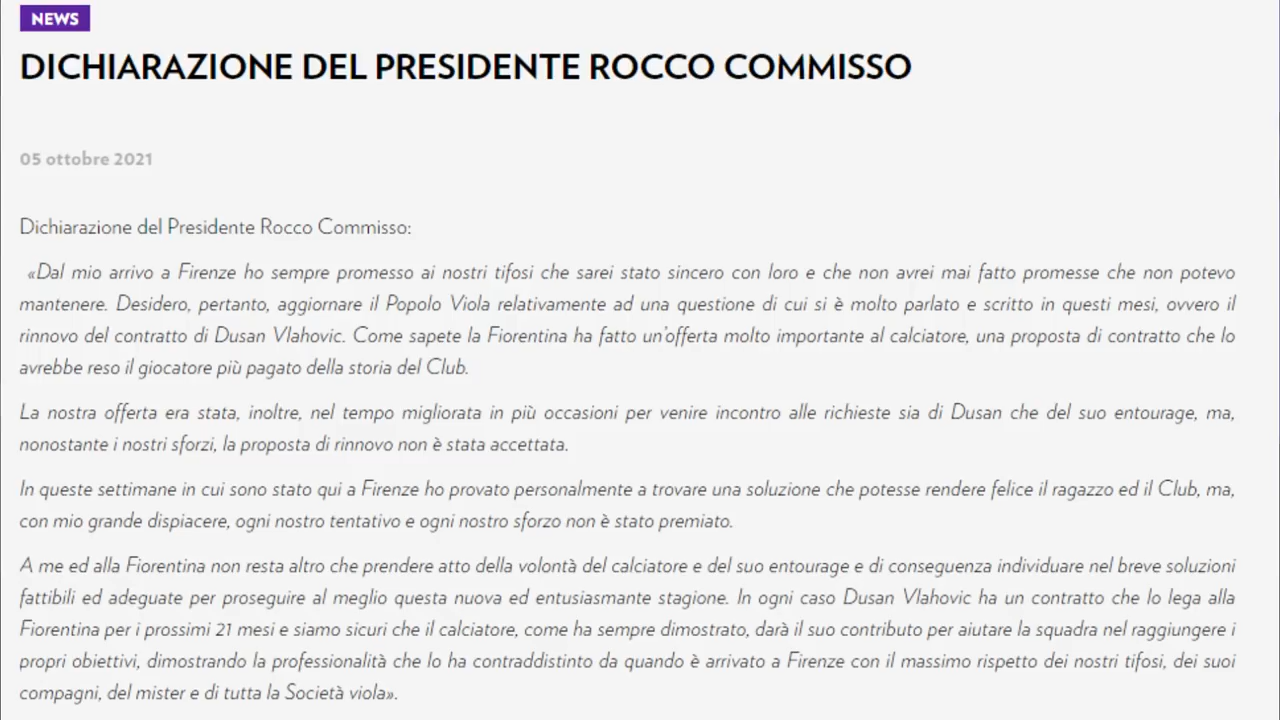 NEWS
DICHIARAZIONE DEL PRESIDENTE ROCCO COMMISSO
05 ottobre 2021
Dichiarazione del Presidente Rocco Commisso:
«Dal mio arrivo a Firenze ho sempre promesso ai nostri tifosi che sarei stato sincero con loro e che non avrei mai fatto promesse che non potevo
mantenere. Desidero, pertanto, aggiornare il Popolo Viola relativamente ad una questione di cui si è molto parlato e scritto in questi mesi, ovvero il
rinnovo del contratto di Dusan Vlahovic. Come sapete la Fiorentina ha fatto un'offerta molto importante al calciatore, una proposta di contratto che lo
avrebbe reso il giocatore più pagato della storia del Club.
La nostra offerta era stata, inoltre, nel tempo migliorata in più occasioni per venire incontro alle richieste sia di Dusan che del suo entourage, ma,
nonostante i nostri sforzi, la proposta di rinnovo non è stata accettata.
In queste settimane in cui sono stato qui a Firenze ho provato personalmente a trovare una soluzione che potesse rendere felice il ragazzo ed il Club, ma,
con mio grande dispiacere, ogni nostro tentativo e ogni nostro sforzo non è stato premiato.
A me ed alla Fiorentina non resta altro che prendere atto della volontà del calciatore e del suo entourage e di conseguenza individuare nel breve soluzioni
fattibili ed adeguate per proseguire al meglio questa nuova ed entusiasmante stagione. In ogni caso Dusan Vlahovic ha un contratto che lo lega alla
Fiorentina per i prossimi 21 mesi e siamo sicuri che il calciatore, come ha sempre dimostrato, darà il suo contributo per aiutare la squadra nel raggiungere i
propri obiettivi, dimostrando la professionalità che lo ha contraddistinto da quando è arrivato a Firenze con il massimo rispetto dei nostri tifosi, dei suoi
compagni, del mister e di tutta la Società viola».